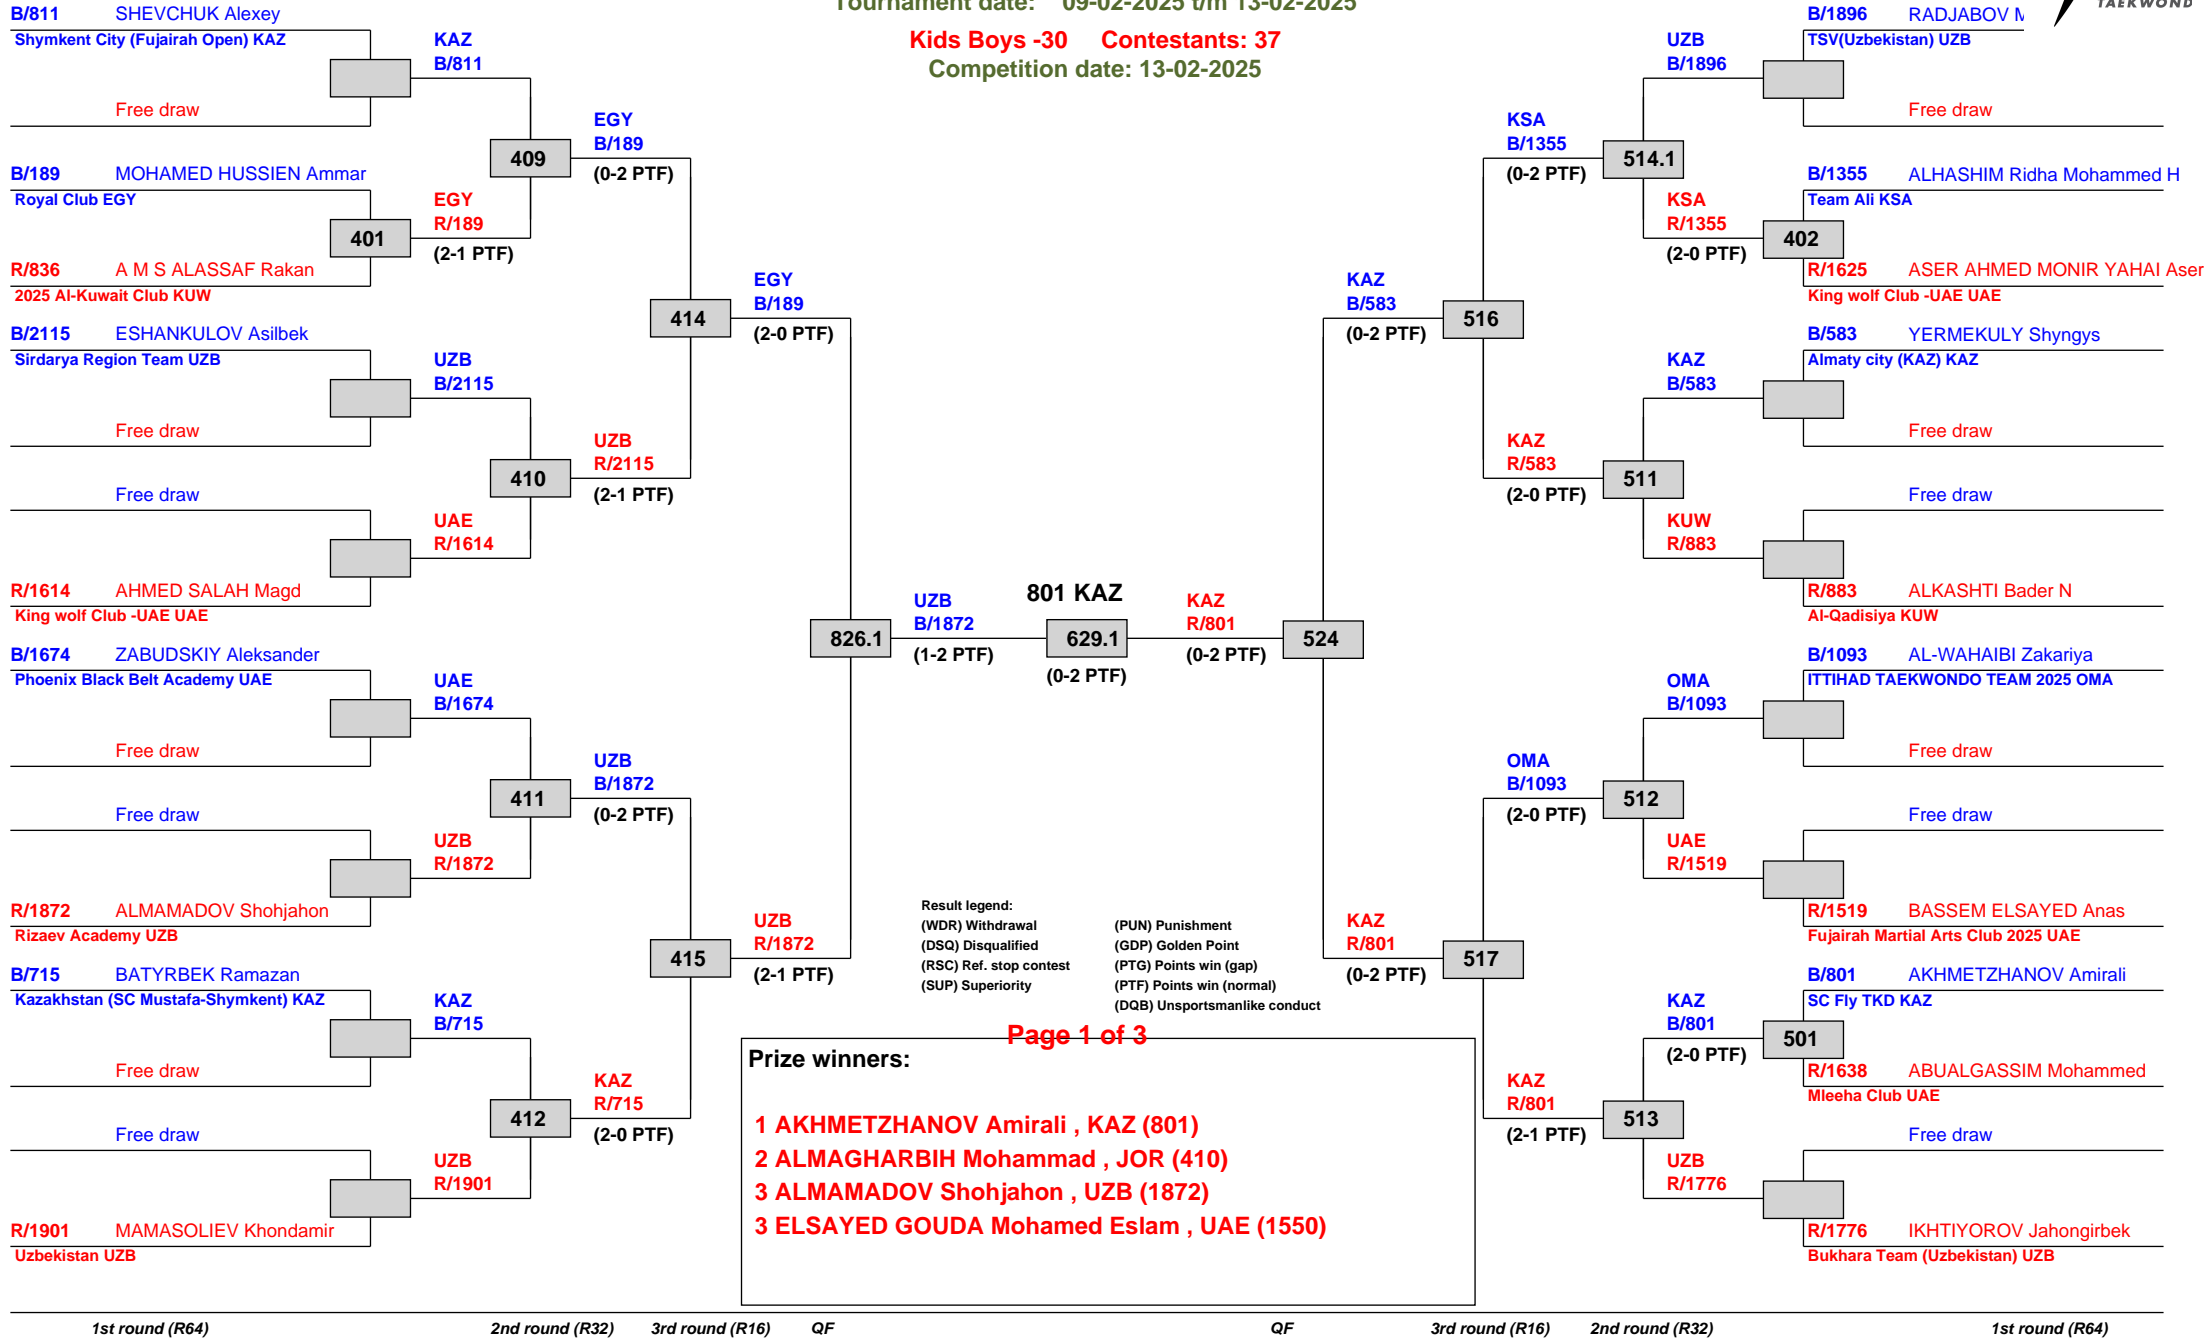 Tournament date: 09-02-2025 t/m 13-02-2025
Kids Boys -30 Contestants: 37
Competition date: 13-02-2025
TAEKWOND
B/811 SHEVCHUK Alexey
Shymkent City (Fujairah Open) KAZ
Free draw
B/189 MOHAMED HUSSIEN Ammar
Royal Club EGY
401
R/836 A M S ALASSAF Rakan
2025 Al-Kuwait Club KUW
B/2115 ESHANKULOV Asilbek
Sirdarya Region Team UZB
Free draw
Free draw
R/1614 AHMED SALAH Magd
King wolf Club -UAE UAE
B/1674 ZABUDSKIY Aleksander
Phoenix Black Belt Academy UAE
Free draw
Free draw
R/1872 ALMAMADOV Shohjahon
Rizaev Academy UZB
B/715 BATYRBEK Ramazan
Kazakhstan (SC Mustafa-Shymkent) KAZ
Free draw
Free draw
R/1901 MAMASOLIEV Khondamir
Uzbekistan UZB
KAZ
B/811
409
EGY
R/189
(2-1 PTF)
UZB
B/2115
410
UAE
R/1614
UAE
B/1674
411
UZB
R/1872
KAZ
B/715
412
UZB
R/1901
EGY
B/189
(0-2 PTF)
414
UZB
R/2115
(2-1 PTF)
UZB
B/1872
(0-2 PTF)
415
KAZ
R/715
(2-0 PTF)
EGY
B/189
(2-0 PTF)
826.1
UZB
R/1872
(2-1 PTF)
UZB
B/1872
(1-2 PTF)
801 KAZ
629.1
(0-2 PTF)
KAZ
R/801
(0-2 PTF)
524
KAZ
B/583
(0-2 PTF)
KAZ
R/801
(0-2 PTF)
KSA
B/1355
(0-2 PTF)
516
KAZ
R/583
(2-0 PTF)
OMA
B/1093
(2-0 PTF)
517
KAZ
R/801
(2-1 PTF)
UZB
B/1896
514.1
KSA
R/1355
(2-0 PTF)
KAZ
B/583
511
KUW
R/883
OMA
B/1093
512
UAE
R/1519
KAZ
B/801
(2-0 PTF)
513
UZB
R/1776
B/1896 RADJABOV
TSV(Uzbekistan) UZB
Free draw
B/1355 ALHASHIM Ridha Mohammed H
Team Ali KSA
402
R/1625 ASER AHMED MONIR YAHAI Aser
King wolf Club -UAE UAE
B/583 YERMEKULY Shyngys
Almaty city (KAZ) KAZ
Free draw
Free draw
R/883 ALKASHTI Bader N
Al-Qadisiya KUW
B/1093 AL-WAHAIBI Zakariya
ITTIHAD TAEKWONDO TEAM 2025 OMA
Free draw
Free draw
R/1519 BASSEM ELSAYED Anas
Fujairah Martial Arts Club 2025 UAE
B/801 AKHMETZHANOV Amirali
SC Fly TKD KAZ
501
R/1638 ABUALGASSIM Mohammed
Mleeha Club UAE
Free draw
R/1776 IKHTIYOROV Jahongirbek
Bukhara Team (Uzbekistan) UZB
Result legend:
(WDR) Withdrawal (PUN) Punishment
(DSQ) Disqualified (GDP) Golden Point
(RSC) Ref. stop contest (PTG) Points win (gap)
(SUP) Superiority (PTF) Points win (normal)
(DQB) Unsportsmanlike conduct
Page 1 of 3
Prize winners:
1 AKHMETZHANOV Amirali , KAZ (801)
2 ALMAGHARBIH Mohammad , JOR (410)
3 ALMAMADOV Shohjahon , UZB (1872)
3 ELSAYED GOUDA Mohamed Eslam , UAE (1550)
1st round (R64) 2nd round (R32) 3rd round (R16) QF QF 3rd round (R16) 2nd round (R32) 1st round (R64)